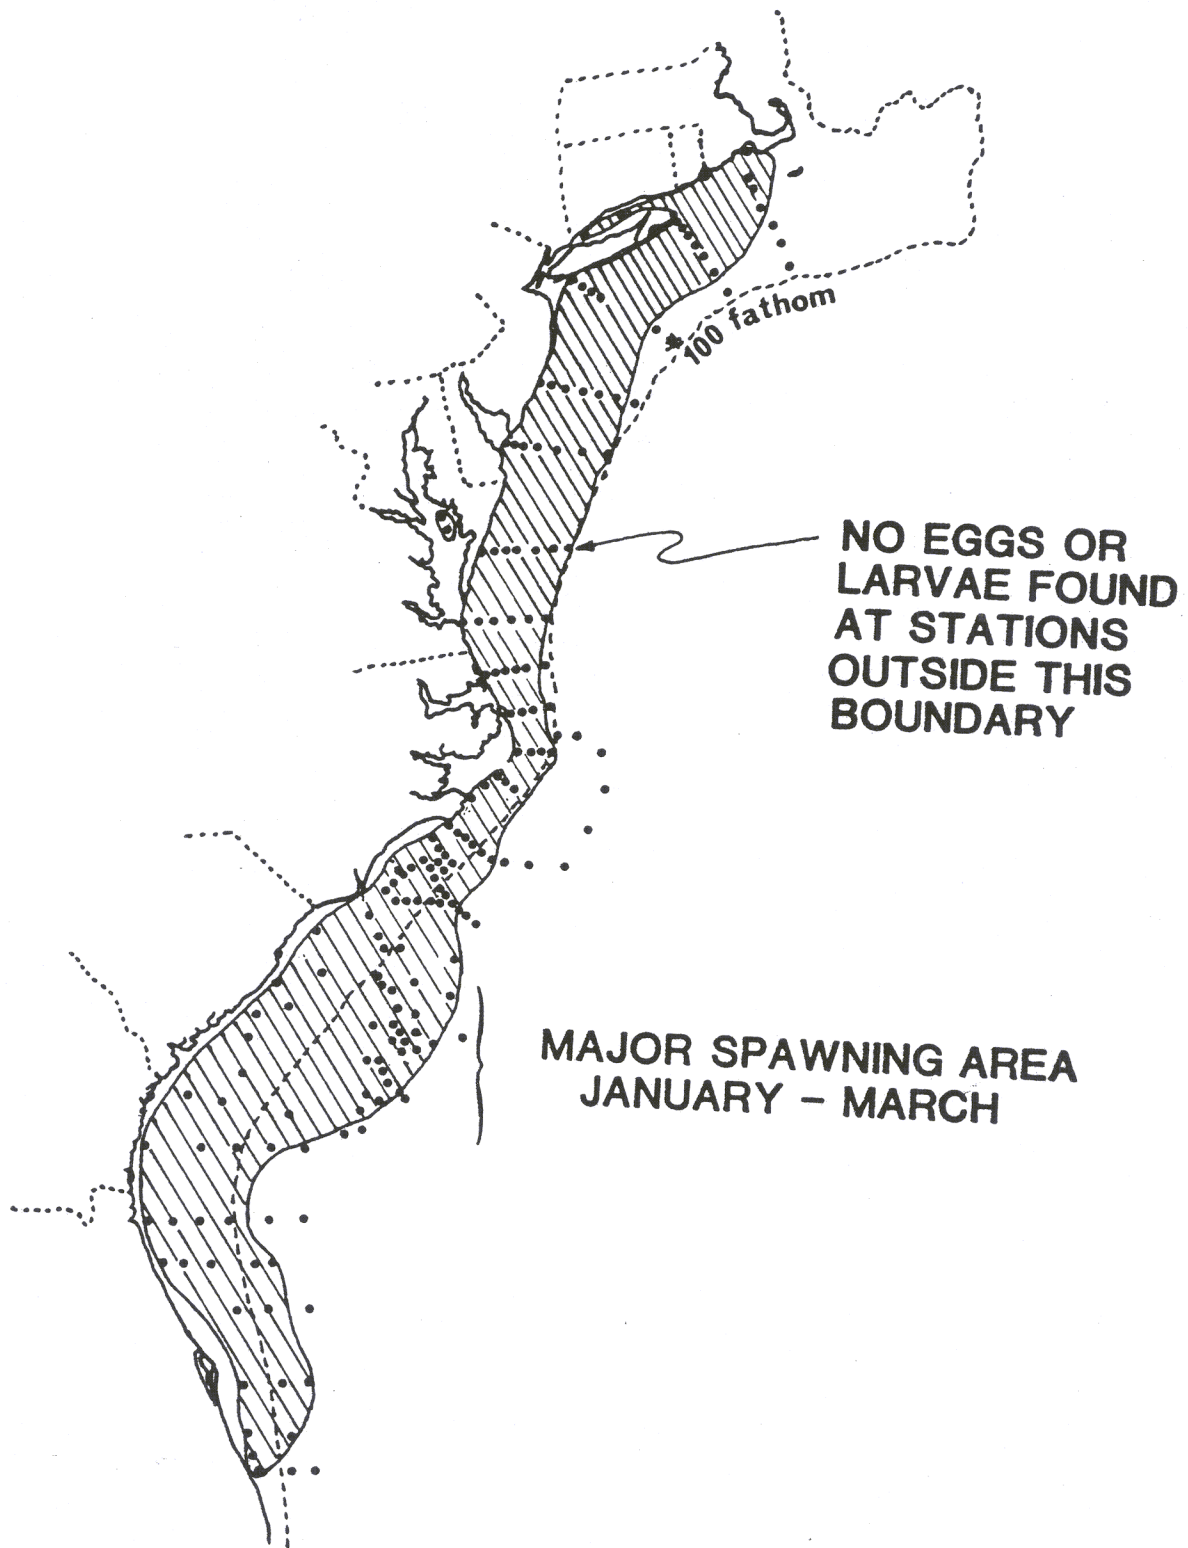 100 fathom
NO EGGS OR
LARVAE FOUND
AT STATIONS
OUTSIDE THIS
BOUNDARY
MAJOR SPAWNING AREA
JANUARY – MARCH